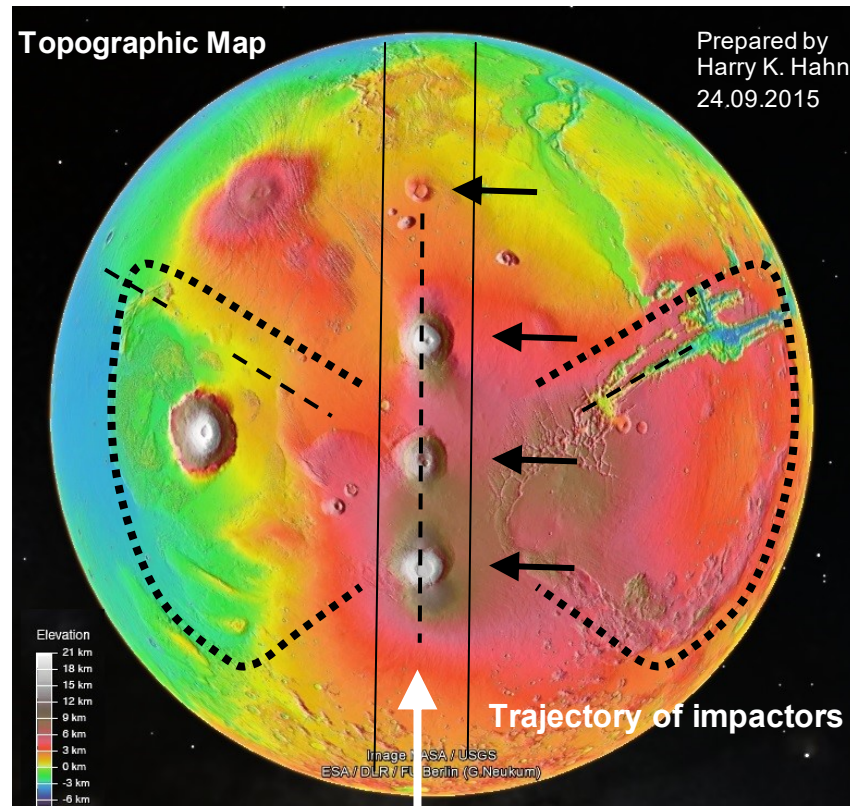 Topographic Map
Prepared by
Harry K. Hahn
24.09.2015
Elevation
21 km
18 km
15 km
12 km
9 km
6 km
3 km
0 km
-3 km
-6 km
Trajectory of impactors
Image NASA / USGS
ESA / DLR / FU Berlin (G.Neukum)